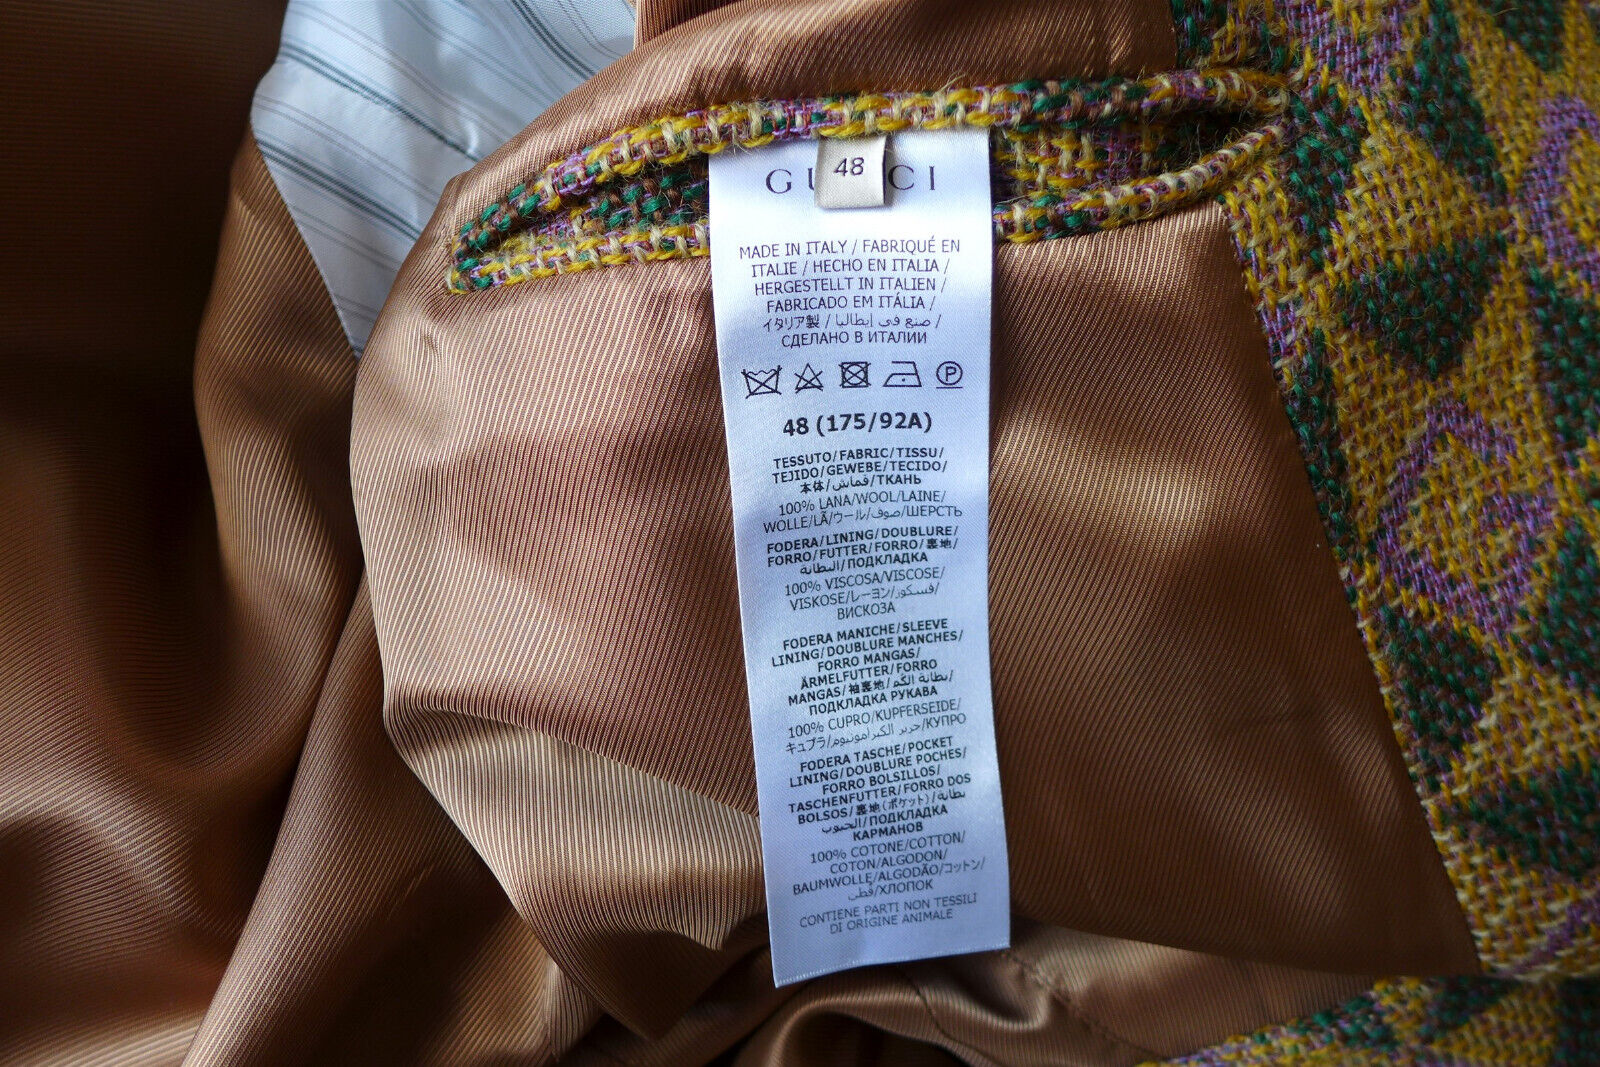 GUCCI
48
MADE IN ITALY / FABRIQUÉ EN
ITALIE / HECHO EN ITALIA /
HERGESTELLT IN ITALIEN /
FABRICADO EM ITÁLIA /
イタリア製 / صنع في إيطاليا /
СДЕЛАНО В ИТАЛИИ
P
48 (175/92A)
TESSUTO/FABRIC/TISSU/
TEJIDO/GEWEBE/TECIDO/
本体/قماش/ТКАНЬ
100% LANA/WOOL/LAINE/
WOLLE/LÃ/ウール/صوف/ШЕРСТЬ
FODERA/LINING/DOUBLURE/
FORRO/FUTTER/FORRO/裏地/
البطانة/ПОДКЛАДКА
100% VISCOSA/VISCOSE/
VISKOSE/レーヨン/فسكوز/
ВИСКОЗА
FODERA MANICHE/SLEEVE
LINING/DOUBLURE MANCHES/
FORRO MANGAS/
ÄRMELFUTTER/FORRO
MANGAS/袖裏地/بطانة الكم/
ПОДКЛАДКА РУКАВА
100% CUPRO/KUPFERSEIDE/
キュプラ/حرير الكبرامونيوم/КУПРО
FODERA TASCHE/POCKET
LINING/DOUBLURE POCHES/
FORRO BOLSILLOS/
TASCHENFUTTER/FORRO DOS
BOLSOS/裏地(ポケット)/بطانة
الجيوب/ПОДКЛАДКА
КАРМАНОВ
100% COTONE/COTTON/
COTON/ALGODON/
BAUMWOLLE/ALGODÃO/コットン/
قطن/ХЛОПОК
CONTIENE PARTI NON TESSILI
DI ORIGINE ANIMALE